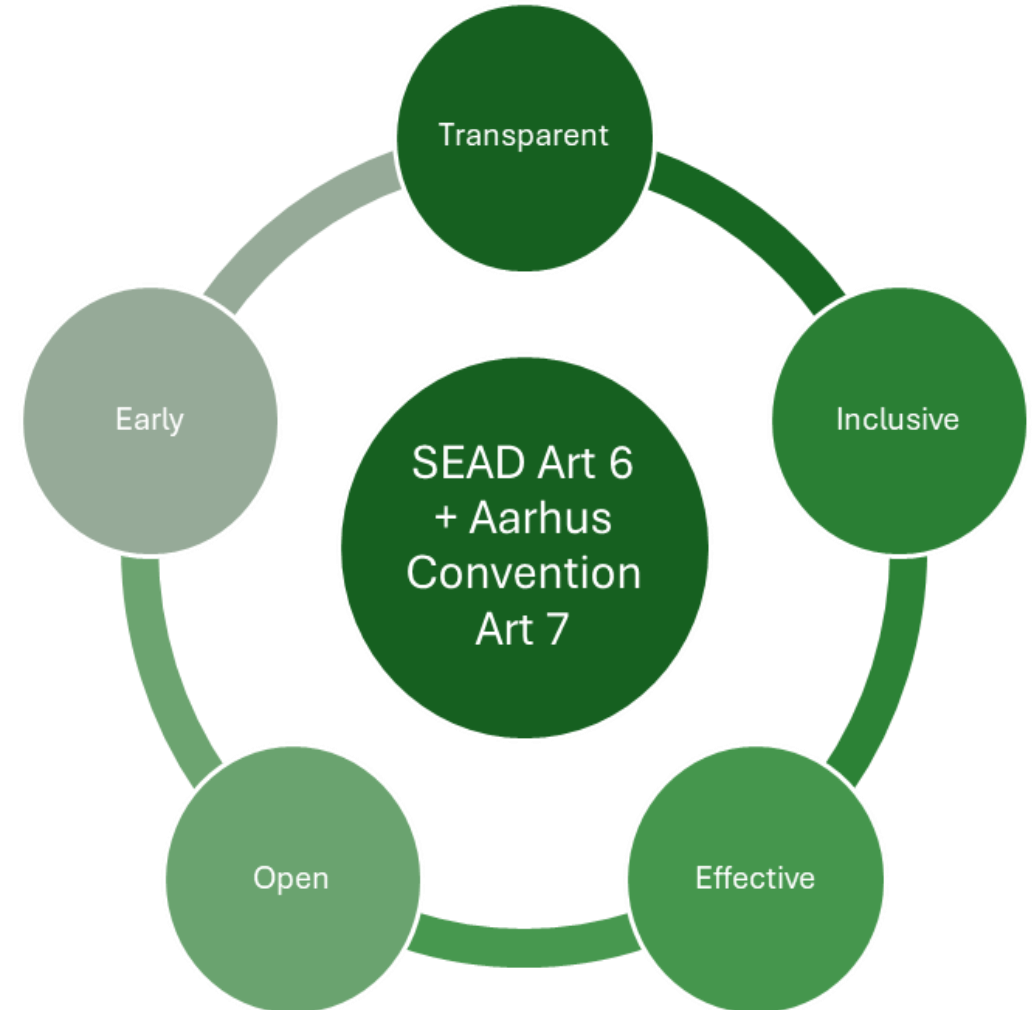 Transparent
Early
Inclusive
SEAD Art 6
+ Aarhus
Convention
Art 7
Open
Effective